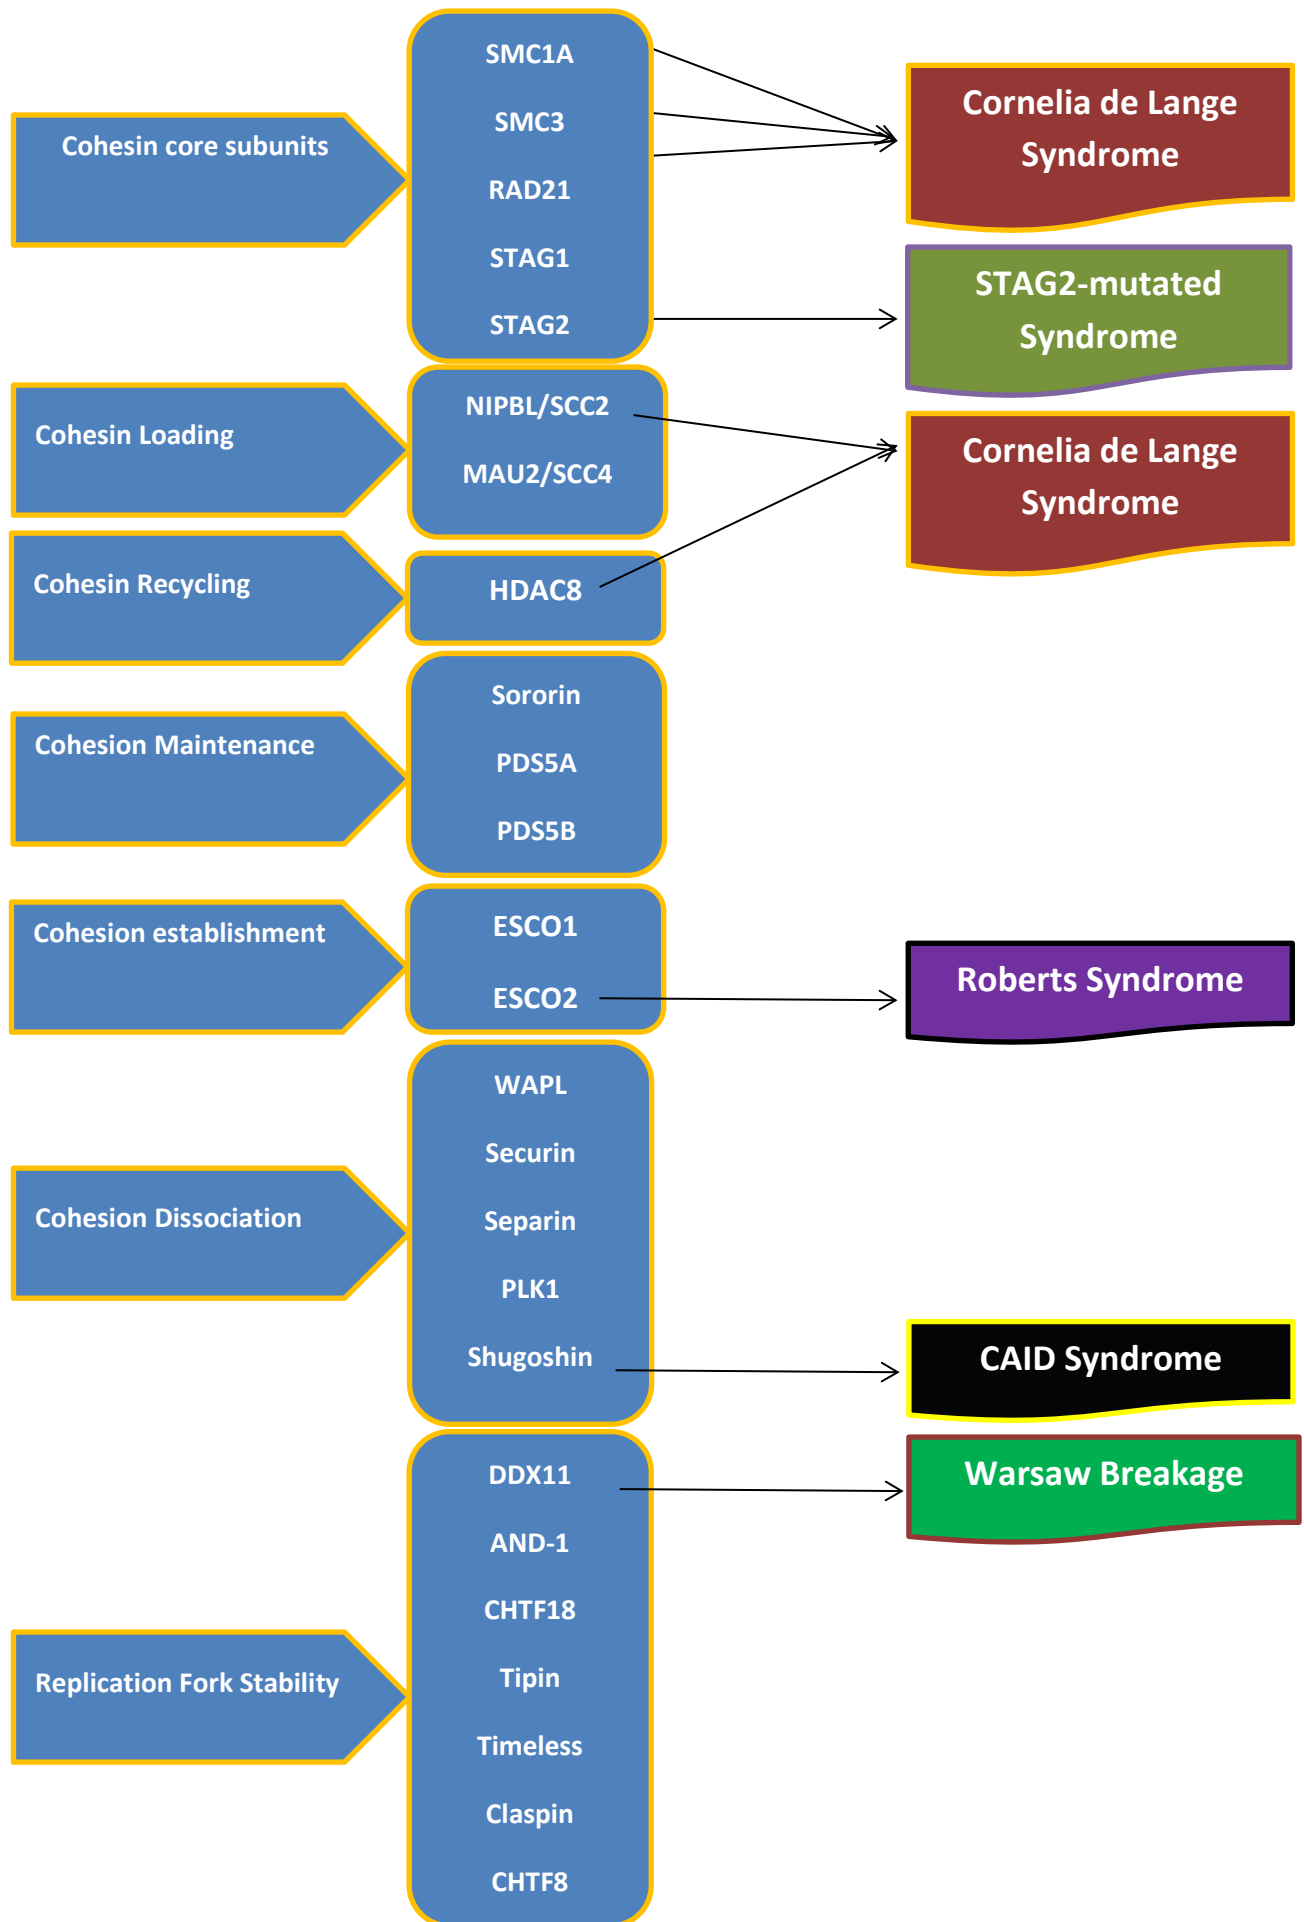 Cohesin core subunits
SMC1A
SMC3
RAD21
STAG1
STAG2
Cornelia de Lange
Syndrome
STAG2-mutated
Syndrome
Cohesin Loading
NIPBL/SCC2
MAU2/SCC4
Cornelia de Lange
Syndrome
Cohesin Recycling
HDAC8
Cohesion Maintenance
Sororin
PDS5A
PDS5B
Cohesion establishment
ESCO1
ESCO2
Roberts Syndrome
Cohesion Dissociation
WAPL
Securin
Separin
PLK1
Shugoshin
CAID Syndrome
Replication Fork Stability
DDX11
AND-1
CHTF18
Tipin
Timeless
Claspin
CHTF8
Warsaw Breakage